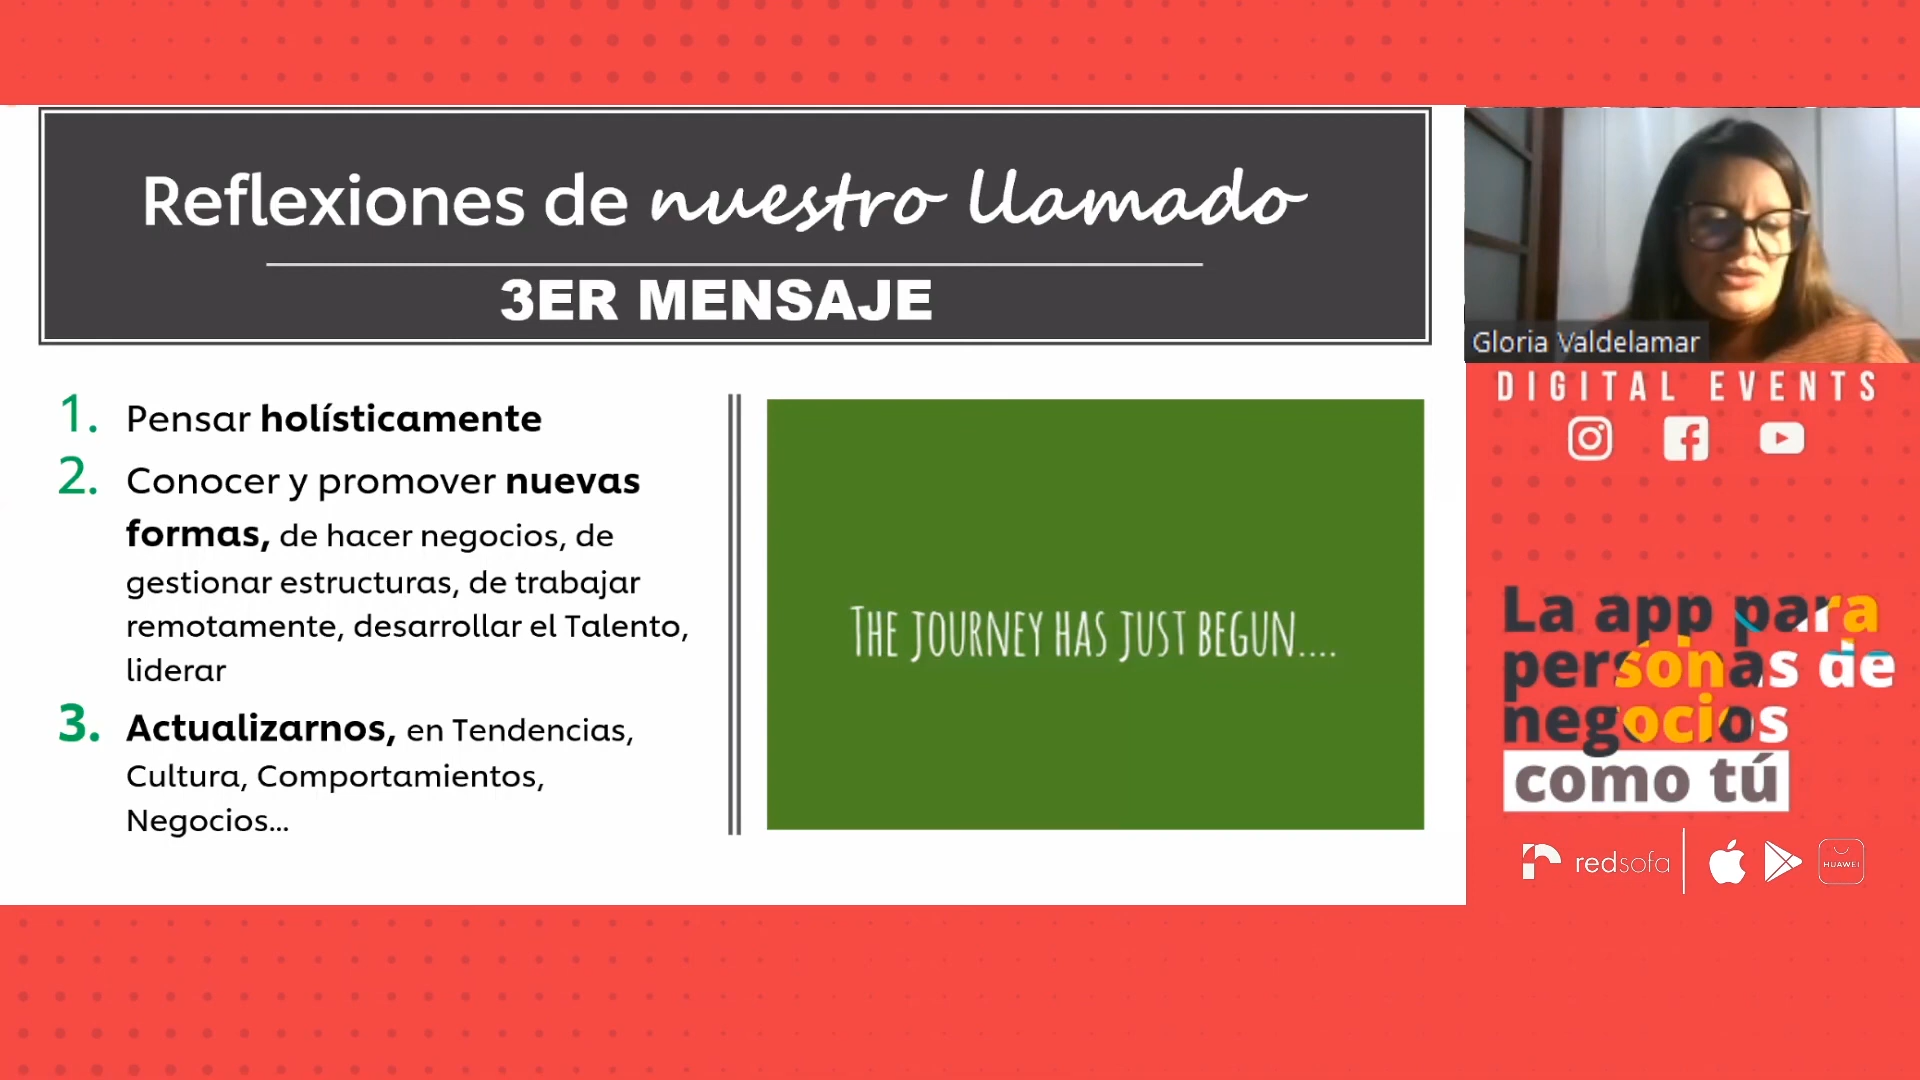 Reflexiones de nuestro llamado
3ER MENSAJE
1. Pensar holísticamente
2. Conocer y promover nuevas
formas, de hacer negocios, de
gestionar estructuras, de trabajar
remotamente, desarrollar el Talento,
liderar
3. Actualizarnos, en Tendencias,
Cultura, Comportamientos,
Negocios...
THE JOURNEY HAS JUST BEGUN....
Gloria Valdelamar
DIGITAL EVENTS
La app para
personas de
negocios
como tú
redsofa
HUAWEI